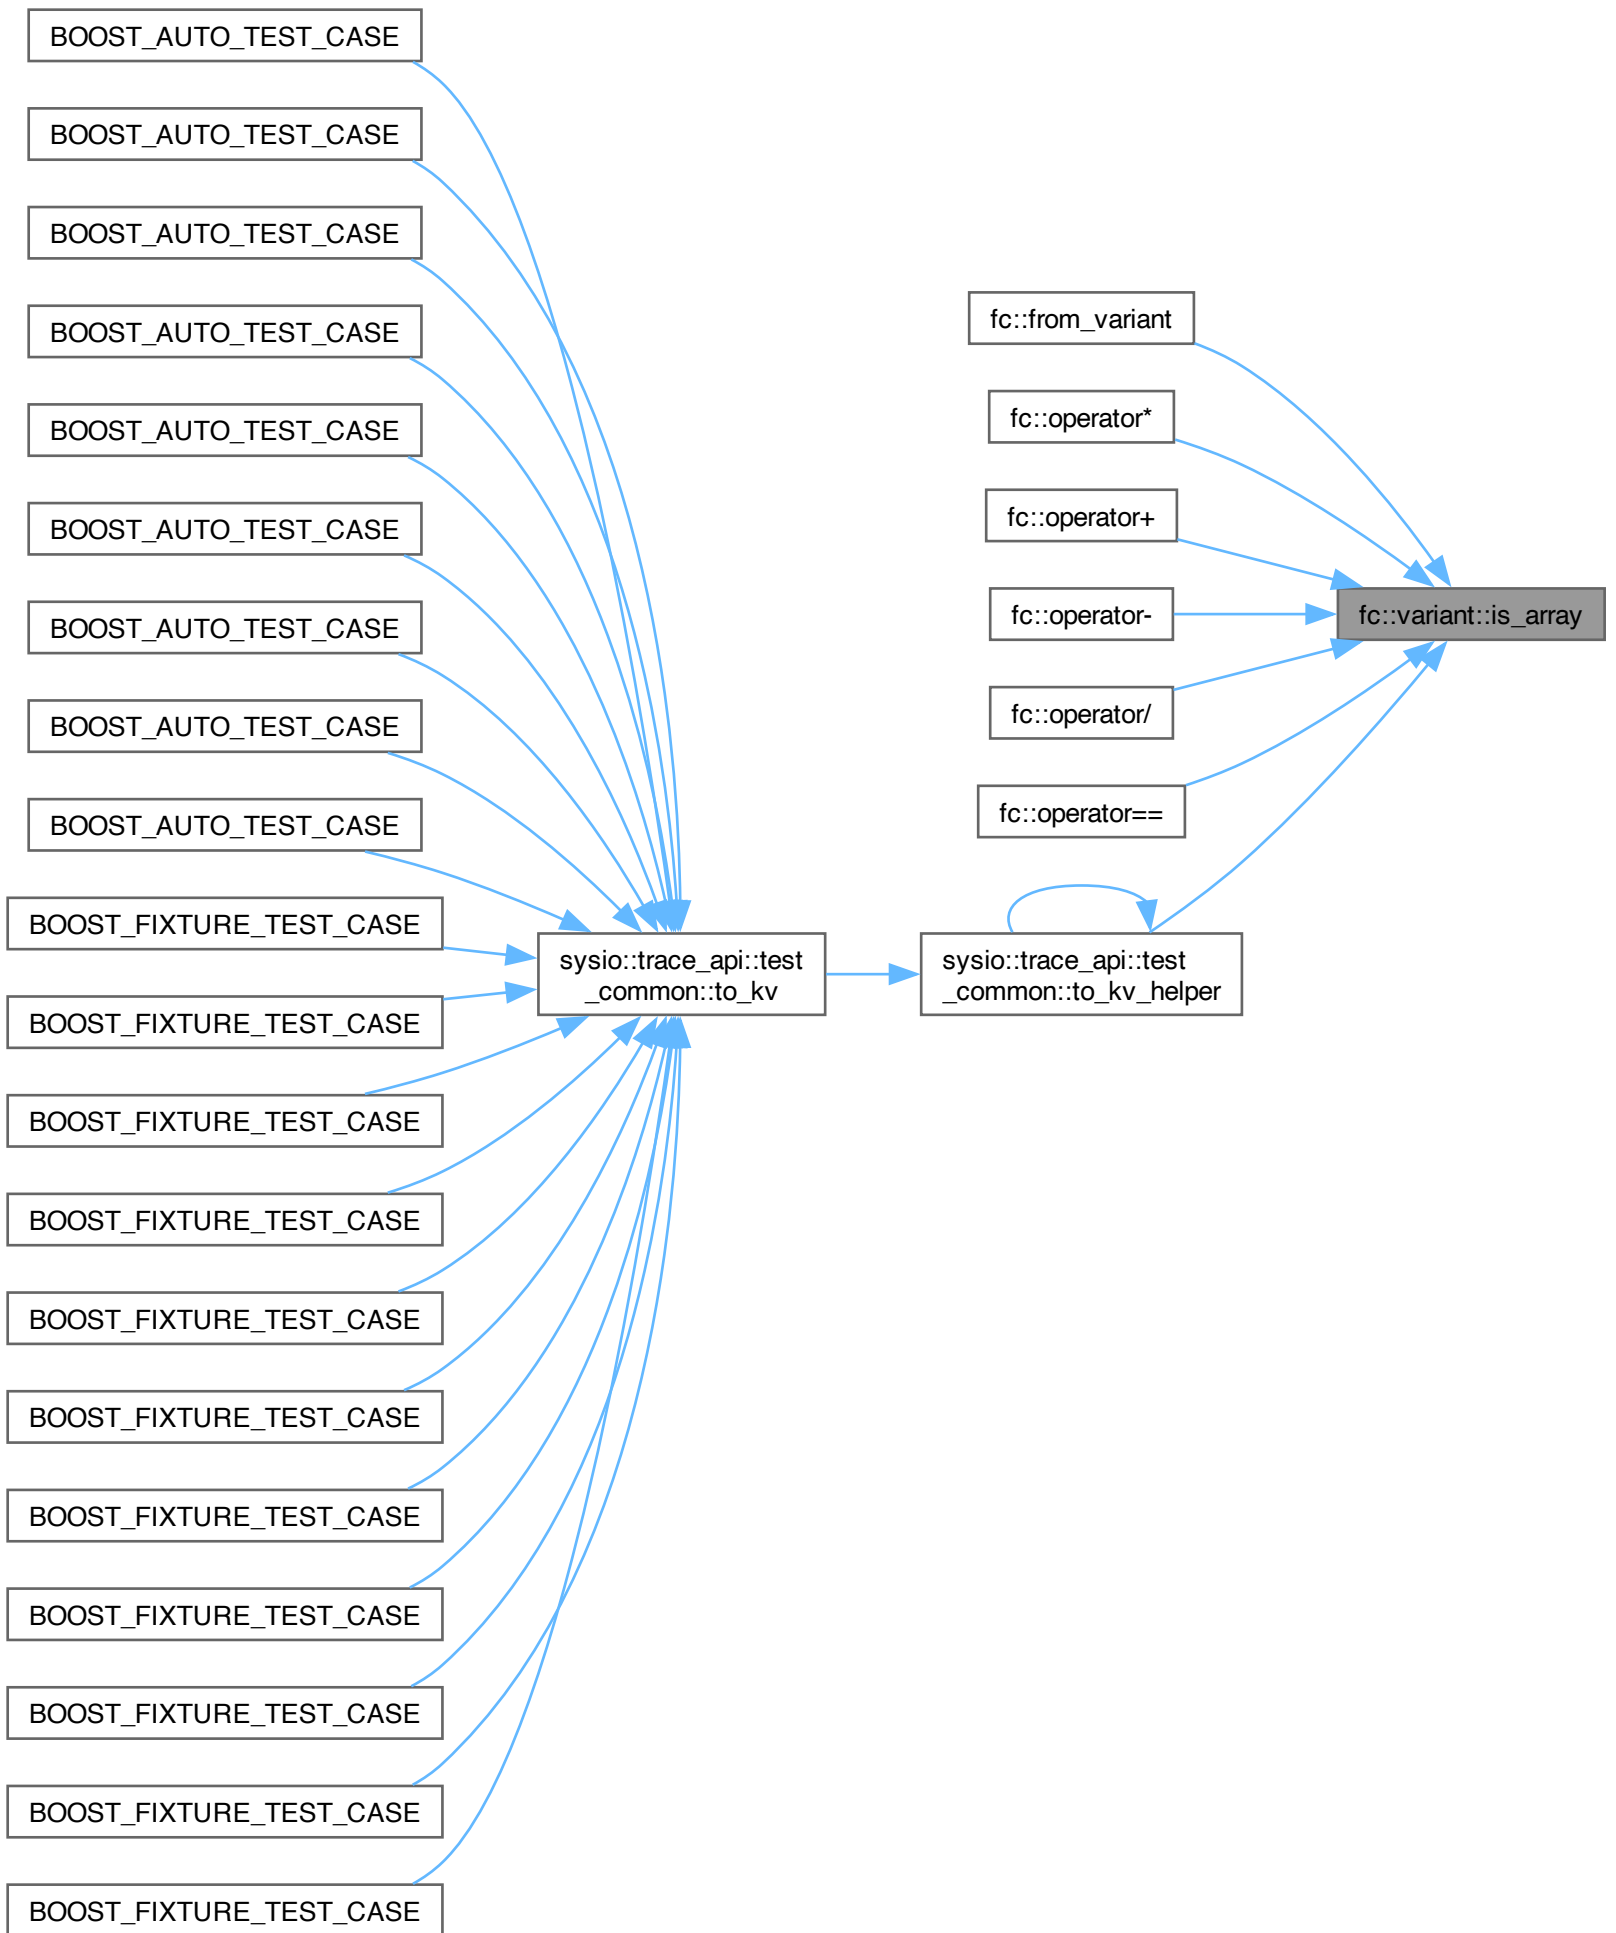 BOOST_AUTO_TEST_CASE
BOOST_AUTO_TEST_CASE
BOOST_AUTO_TEST_CASE
BOOST_AUTO_TEST_CASE
BOOST_AUTO_TEST_CASE
BOOST_AUTO_TEST_CASE
BOOST_AUTO_TEST_CASE
BOOST_AUTO_TEST_CASE
BOOST_AUTO_TEST_CASE
BOOST_FIXTURE_TEST_CASE
BOOST_FIXTURE_TEST_CASE
BOOST_FIXTURE_TEST_CASE
BOOST_FIXTURE_TEST_CASE
BOOST_FIXTURE_TEST_CASE
BOOST_FIXTURE_TEST_CASE
BOOST_FIXTURE_TEST_CASE
BOOST_FIXTURE_TEST_CASE
BOOST_FIXTURE_TEST_CASE
BOOST_FIXTURE_TEST_CASE
BOOST_FIXTURE_TEST_CASE
sysio::trace_api::test
_common::to_kv
fc::from_variant
fc::operator*
fc::operator+
fc::operator-
fc::operator/
fc::operator==
sysio::trace_api::test
_common::to_kv_helper
fc::variant::is_array